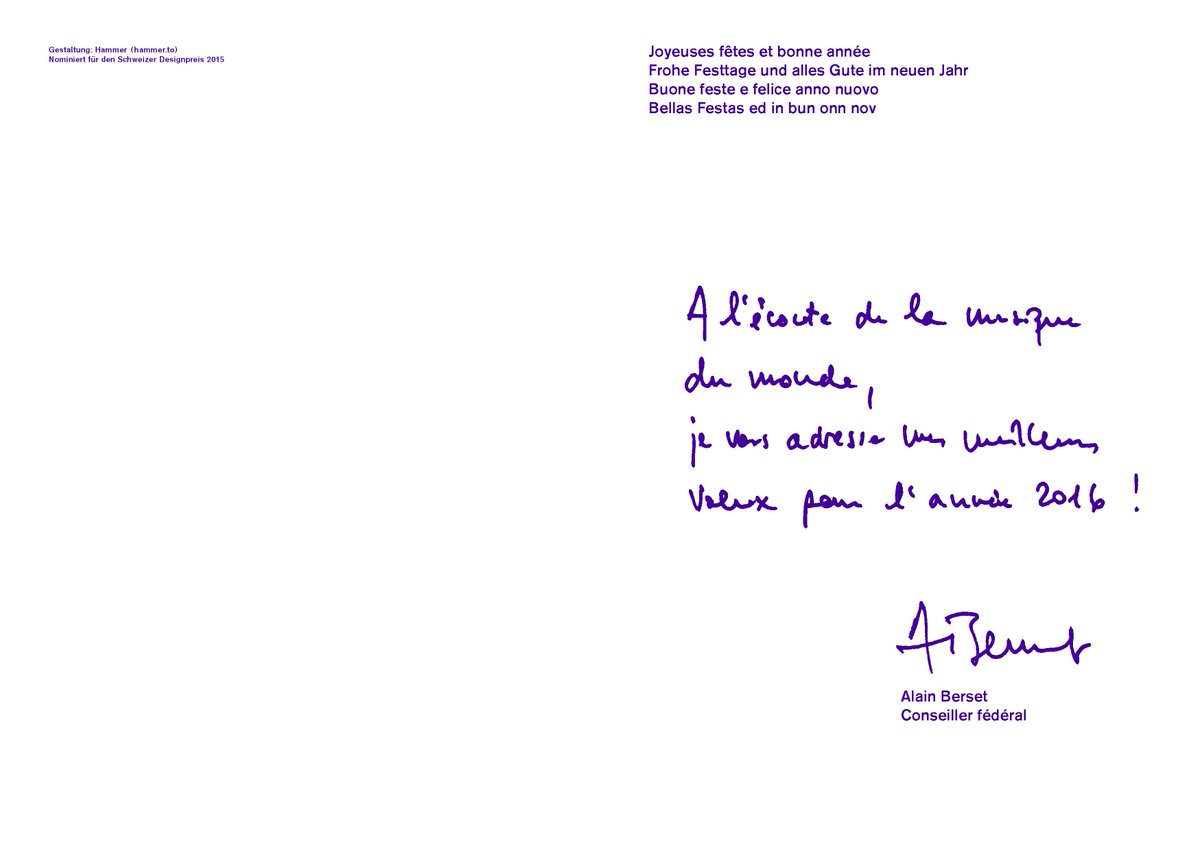 Gestaltung: Hammer (hammer.to)
Nominiert für den Schweizer Designpreis 2015
Joyeuses fêtes et bonne année
Frohe Festtage und alles Gute im neuen Jahr
Buone feste e felice anno nuovo
Bellas Festas ed in bun onn nov
A l'écoute de la musique
du monde,
je vous adresse mes meilleurs
voeux pour l'année 2016 !
A. Berset
Alain Berset
Conseiller fédéral